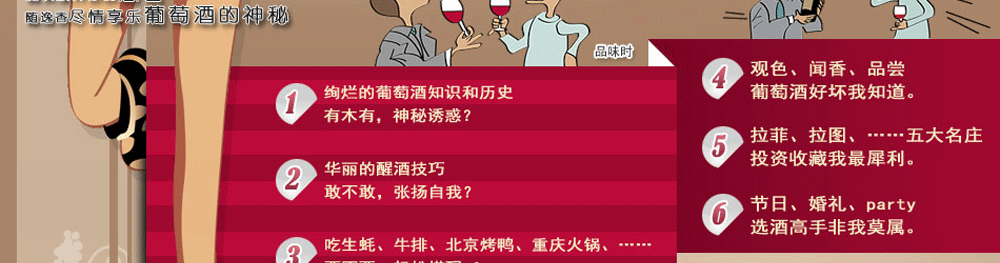 随逸香尽情享乐葡萄酒的神秘
品味时
1
绚烂的葡萄酒知识和历史
有木有，神秘诱惑？
2
华丽的醒酒技巧
敢不敢，张扬自我？
3
吃生蚝、牛排、北京烤鸭、重庆火锅、……
4
观色、闻香、品尝
葡萄酒好坏我知道。
5
拉菲、拉图、……五大名庄
投资收藏我最犀利。
6
节日、婚礼、party
选酒高手非我莫属。